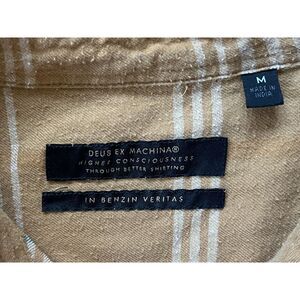 M
MADE IN
INDIA
DEUS EX MACHINA®
HIGHER CONSCIOUSNESS
THROUGH BETTER SHIRTING
IN BENZIN VERITAS